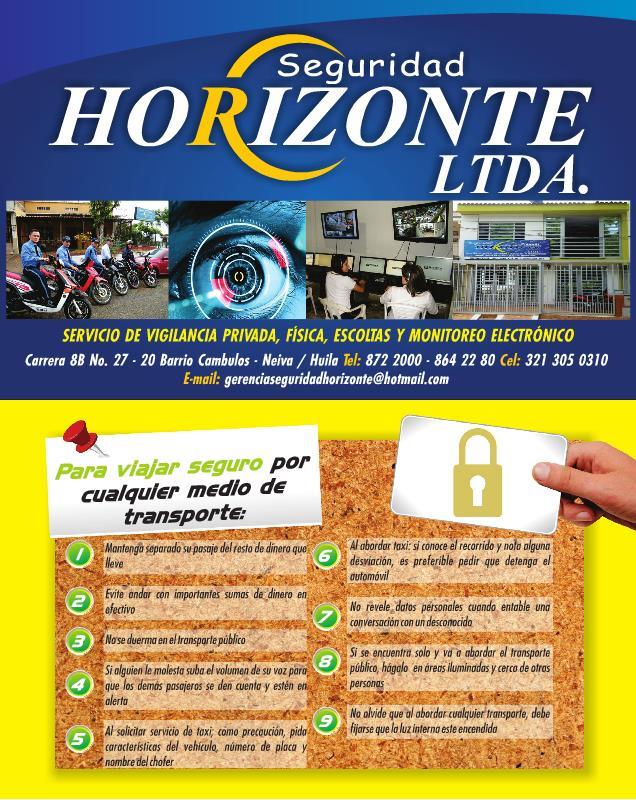 Seguridad
HORIZONTE
LTDA.
SERVICIO DE VIGILANCIA PRIVADA, FÍSICA, ESCOLTAS Y MONITOREO ELECTRÓNICO
Carrera 8B No. 27 - 20 Barrio Cambulos - Neiva / Huila Tel: 872 2000 - 864 22 80 Cel: 321 305 0310
E-mail: gerenciaseguridadhorizonte@hotmail.com
Para viajar seguro por
cualquier medio de
transporte:
1 Mantenga separado su pasaje del resto de dinero que
lleve
2 Evite andar con importantes sumas de dinero en
efectivo
3 No se duerma en el transporte público
4 Si alguien le molesta suba el volumen de su voz para
que los demás pasajeros se den cuenta y estén en
alerta
5 Al solicitar servicio de taxi; como precaución, pida
características del vehículo, número de placa y
nombre del chofer
6 Al abordar taxi: si conoce el recorrido y nota alguna
desviación, es preferible pedir que detenga el
automóvil
7 No revele datos personales cuando entable una
conversación con un desconocido
8 Si se encuentra solo y va a abordar el transporte
público, hágalo en áreas iluminadas y cerca de otras
personas
9 No olvide que al abordar cualquier transporte, debe
fijarse que la luz interna este encendida